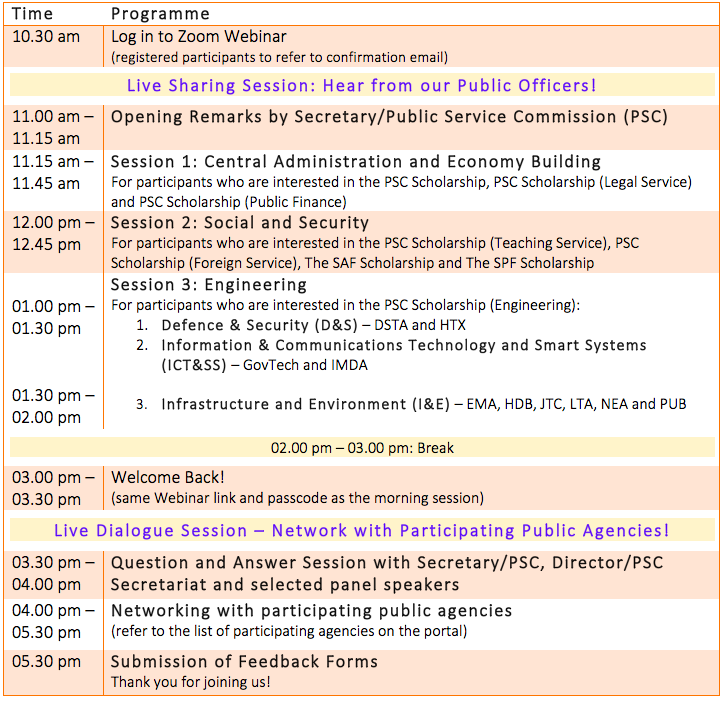 Time Programme
10.30 am Log in to Zoom Webinar
(registered participants to refer to confirmation email)
Live Sharing Session: Hear from our Public Officers!
11.00 am – Opening Remarks by Secretary/Public Service Commission (PSC)
11.15 am
11.15 am – Session 1: Central Administration and Economy Building
11.45 am For participants who are interested in the PSC Scholarship, PSC Scholarship (Legal Service)
and PSC Scholarship (Public Finance)
12.00 pm – Session 2: Social and Security
12.45 pm For participants who are interested in the PSC Scholarship (Teaching Service), PSC
Scholarship (Foreign Service), The SAF Scholarship and The SPF Scholarship
Session 3: Engineering
01.00 pm – For participants who are interested in the PSC Scholarship (Engineering):
01.30 pm 1. Defence & Security (D&S) – DSTA and HTX
2. Information & Communications Technology and Smart Systems
(ICT&SS) – GovTech and IMDA
01.30 pm –
02.00 pm 3. Infrastructure and Environment (I&E) – EMA, HDB, JTC, LTA, NEA and PUB
02.00 pm – 03.00 pm: Break
03.00 pm – Welcome Back!
03.30 pm (same Webinar link and passcode as the morning session)
Live Dialogue Session – Network with Participating Public Agencies!
03.30 pm – Question and Answer Session with Secretary/PSC, Director/PSC
04.00 pm Secretariat and selected panel speakers
04.00 pm – Networking with participating public agencies
05.30 pm (refer to the list of participating agencies on the portal)
05.30 pm Submission of Feedback Forms
Thank you for joining us!